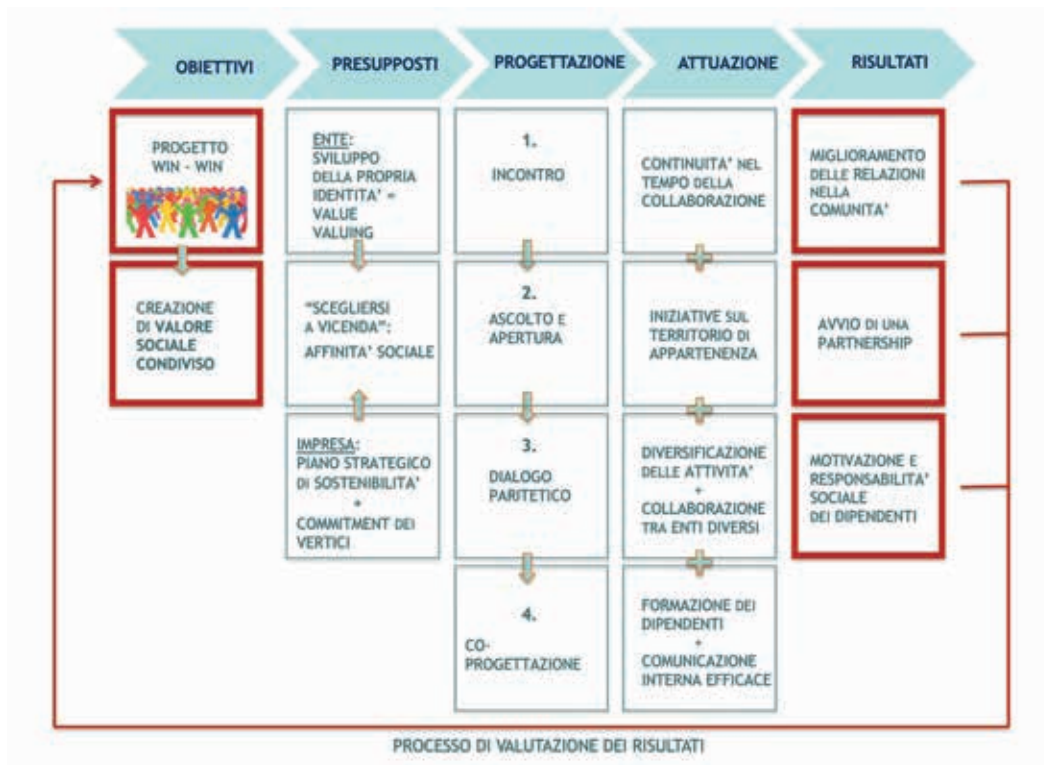 OBIETTIVI
PRESUPPOSTI
PROGETTAZIONE
ATTUAZIONE
RISULTATI
PROGETTO
WIN - WIN
CREAZIONE
DI VALORE
SOCIALE
CONDIVISO
ENTE:
SVILUPPO
DELLA PROPRIA
IDENTITA' =
VALUE
VALUING
"SCEGLIERSI
A VICENDA":
AFFINITA' SOCIALE
IMPRESA:
PIANO STRATEGICO
DI SOSTENIBILITA'
+
COMMITMENT DEI
VERTICI
1.
INCONTRO
2.
ASCOLTO E
APERTURA
3.
DIALOGO
PARITETICO
4.
CO-
PROGETTAZIONE
CONTINUITA' NEL
TEMPO DELLA
COLLABORAZIONE
INIZIATIVE SUL
TERRITORIO DI
APPARTENENZA
DIVERSIFICAZIONE
DELLE ATTIVITA'
+
COLLABORAZIONE
TRA ENTI DIVERSI
FORMAZIONE DEI
DIPENDENTI
+
COMUNICAZIONE
INTERNA EFFICACE
MIGLIORAMENTO
DELLE RELAZIONI
NELLA
COMUNITA'
AVVIO DI UNA
PARTNERSHIP
MOTIVAZIONE E
RESPONSABILITA'
SOCIALE
DEI DIPENDENTI
PROCESSO DI VALUTAZIONE DEI RISULTATI